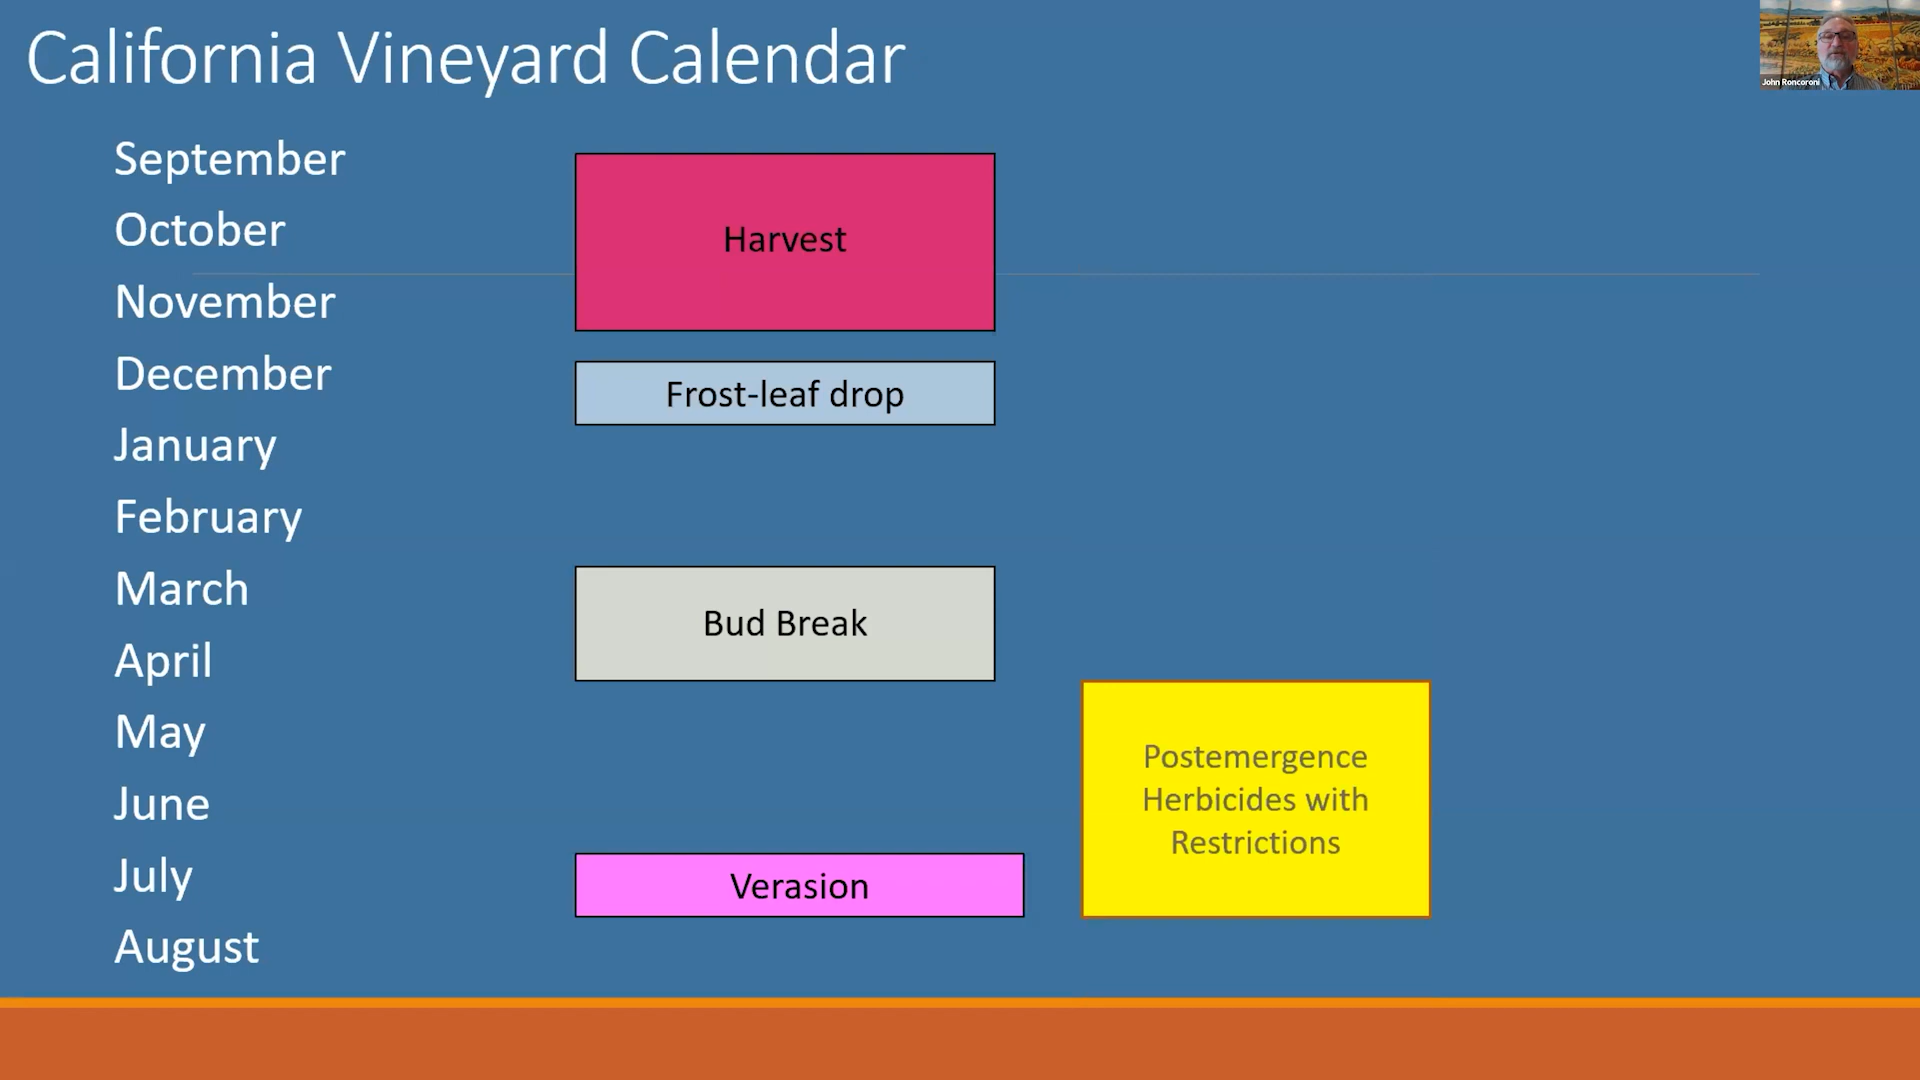 California Vineyard Calendar
John Roncoroni
September
October
November
December
January
February
March
April
May
June
July
August
Harvest
Frost-leaf drop
Bud Break
Verasion
Postemergence
Herbicides with
Restrictions